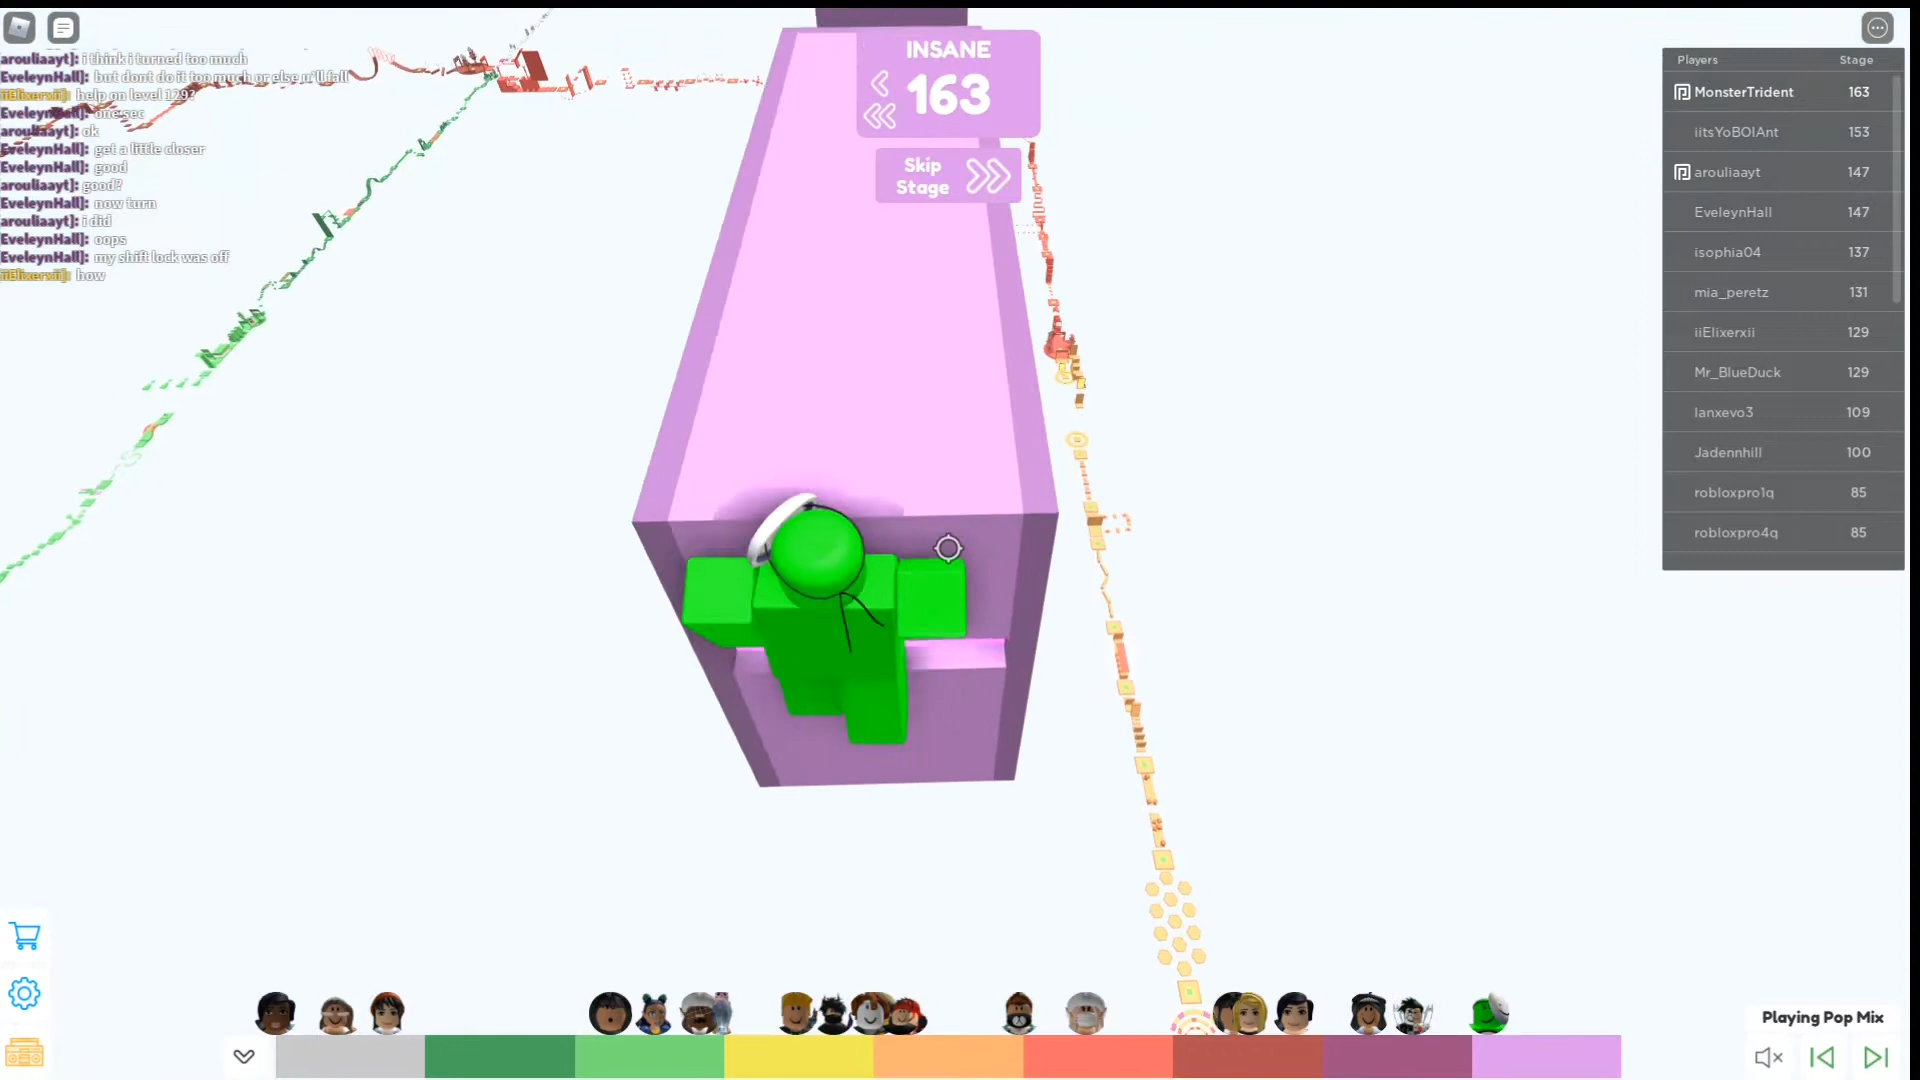 arouliaayt]: i think i turned too much
EveleynHall]: but dont do it too much or else u'll fall
iiElixerxii]: help on level 129?
EveleynHall]: one sec
arouliaayt]: ok
EveleynHall]: get a little closer
EveleynHall]: good
arouliaayt]: good?
EveleynHall]: now turn
arouliaayt]: i did
EveleynHall]: oops
EveleynHall]: my shift lock was off
iiElixerxii]: how
INSANE
163
Skip
Stage
Players Stage
MonsterTrident 163
iitsYoBOIAnt 153
arouliaayt 147
EveleynHall 147
isophia04 137
mia_peretz 131
iiElixerxii 129
Mr_BlueDuck 129
lanxevo3 109
Jadennhill 100
robloxpro1q 85
robloxpro4q 85
Playing Pop Mix